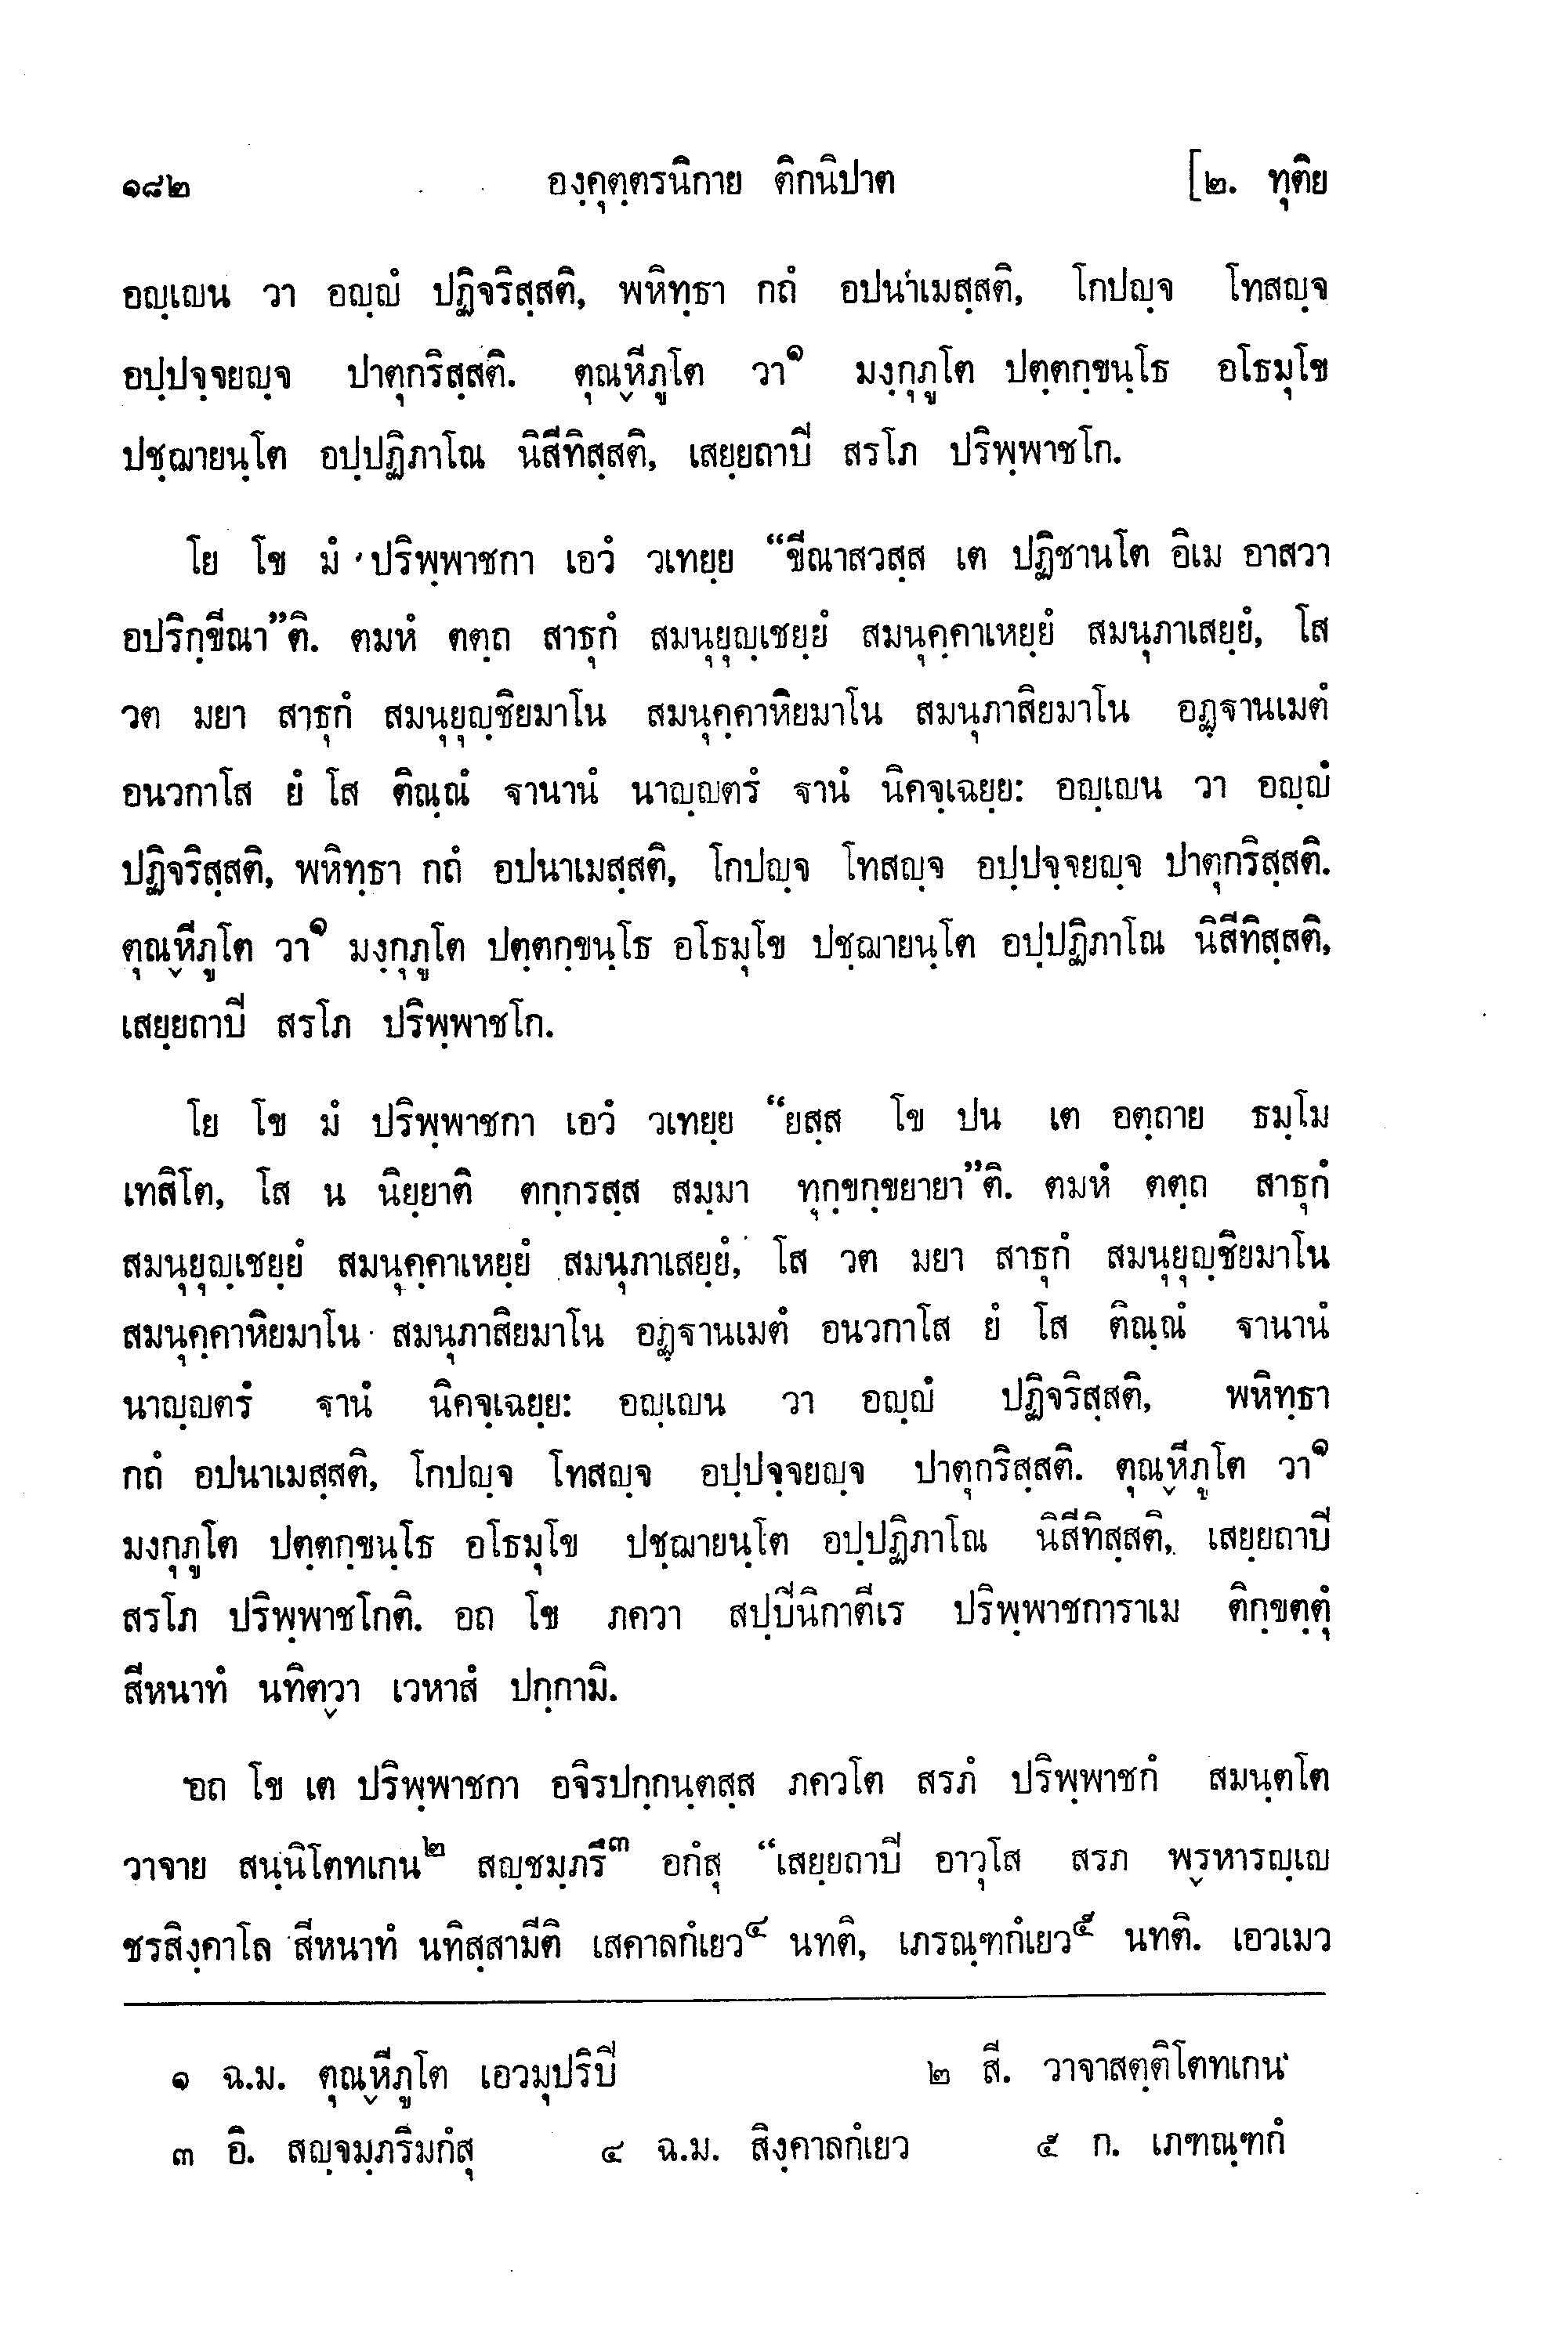 ๑๘๒ องฺคุตฺตรนิกาย ติกนิปาต [๒. ทุติย
อญฺเญน วา อญฺญํ ปฏิจริสฺสติ, พหิทฺธา กถํ อปนาเมสฺสติ, โกปญฺจ โทสญฺจ
อปฺปจฺจยญฺจ ปาตุกริสฺสติ. ตุณฺหีภูโต วา๑ มงฺกุภูโต ปตฺตกฺขนฺโธ อโธมุโข
ปชฺฌายนฺโต อปฺปฏิภาโณ นิสีทิสฺสติ, เสยฺยถาปี สรโภ ปริพฺพาชโก.
โย โข มํ ปริพฺพาชกา เอวํ วเทยฺย “ขีณาสวสฺส เต ปฏิชานโต อิเม อาสวา
อปริกฺขีณา”ติ. ตมหํ ตตฺถ สาธุกํ สมนุยุญฺเชยฺยํ สมนุคฺคาเหยฺยํ สมนุภาเสยฺยํ, โส
วต มยา สาธุกํ สมนุยุญฺชิยมาโน สมนุคฺคาหิยมาโน สมนุภาสิยมาโน อฏฺฐานเมตํ
อนวกาโส ยํ โส ติณฺณํ ฐานานํ นาญฺญตรํ ฐานํ นิคจฺเฉยฺย: อญฺเญน วา อญฺญํ
ปฏิจริสฺสติ, พหิทฺธา กถํ อปนาเมสฺสติ, โกปญฺจ โทสญฺจ อปฺปจฺจยญฺจ ปาตุกริสฺสติ.
ตุณฺหีภูโต วา๑ มงฺกุภูโต ปตฺตกฺขนฺโธ อโธมุโข ปชฺฌายนฺโต อปฺปฏิภาโณ นิสีทิสฺสติ,
เสยฺยถาปี สรโภ ปริพฺพาชโก.
โย โข มํ ปริพฺพาชกา เอวํ วเทยฺย “ยสฺส โข ปน เต อตฺถาย ธมฺโม
เทสิโต, โส น นิยฺยาติ ตกฺกรสฺส สมฺมา ทุกฺขกฺขยายา”ติ. ตมหํ ตตฺถ สาธุกํ
สมนุยุญฺเชยฺยํ สมนุคฺคาเหยฺยํ สมนุภาเสยฺยํ, โส วต มยา สาธุกํ สมนุยุญฺชิยมาโน
สมนุคฺคาหิยมาโน สมนุภาสิยมาโน อฏฺฐานเมตํ อนวกาโส ยํ โส ติณฺณํ ฐานานํ
นาญฺญตรํ ฐานํ นิคจฺเฉยฺย: อญฺเญน วา อญฺญํ ปฏิจริสฺสติ, พหิทฺธา
กถํ อปนาเมสฺสติ, โกปญฺจ โทสญฺจ อปฺปจฺจยญฺจ ปาตุกริสฺสติ. ตุณฺหีภูโต วา๑
มงกุภูโต ปตฺตกฺขนฺโธ อโธมุโข ปชฺฌายนฺโต อปฺปฏิภาโณ นิสีทิสฺสติ, เสยฺยถาปี
สรโภ ปริพฺพาชโกติ. อถ โข ภควา สปฺปีนิกาตีเร ปริพฺพาชการาเม ติกฺขตฺตุํ
สีหนาทํ นทิตฺวา เวหาสํ ปกฺกามิ.
อถ โข เต ปริพฺพาชกา อจิรปกฺกนฺตสฺส ภควโต สรภํ ปริพฺพาชกํ สมนฺตโต
วาจาย สนฺนิโตทเกน๒ สญฺชมฺภรึ๓ อกํสุ “เสยฺยถาปี อาวุโส สรภ พฺรหารญฺเญ
ชรสิงฺคาโล สีหนาทํ นทิสฺสามีติ เสคาลกํเยว๔ นทติ, เภรณฺฑกํเยว๕ นทติ. เอวเมว
๑ ฉ.ม. ตุณฺหีภูโต เอวมุปริปี ๒ สี. วาจาสตฺติโตทเกน
๓ อิ. สญฺจมฺภริมกํสุ ๔ ฉ.ม. สิงฺคาลกํเยว ๕ ก. เภฑณฺฑกํ